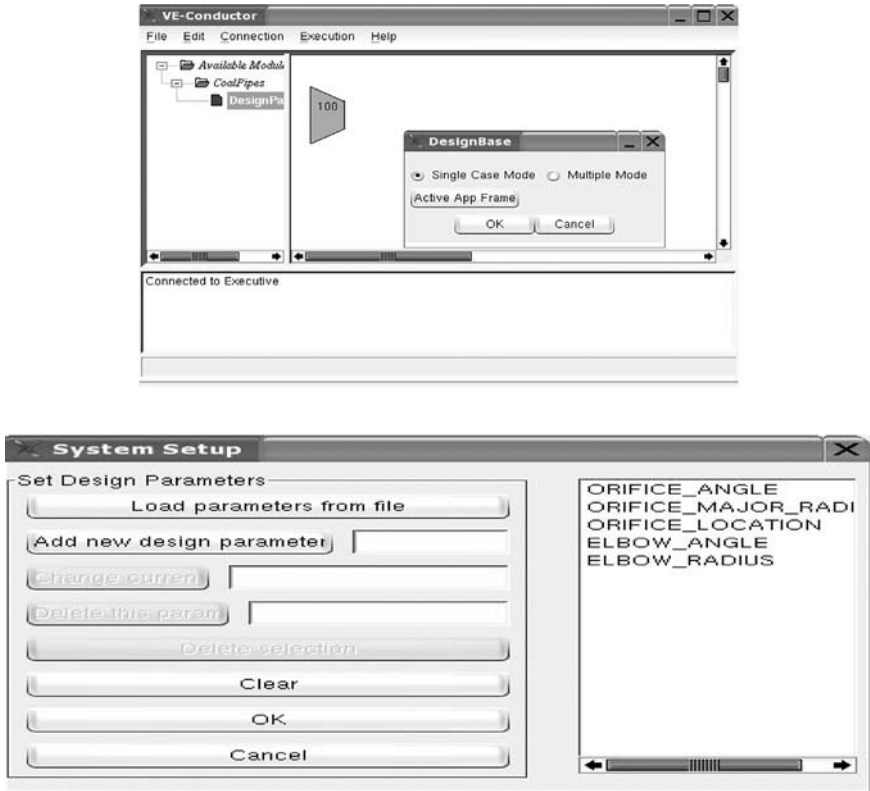 VE-Conductor
File Edit Connection Execution Help
Available Modul
CoalPipes
DesignPa
100
DesignBase
Single Case Mode Multiple Mode
Active App Frame
OK Cancel
Connected to Executive
System Setup
Set Design Parameters
Load parameters from file
Add new design parameter
Change curren
Delete this param
Delete selection
Clear
OK
Cancel
ORIFICE_ANGLE
ORIFICE_MAJOR_RADI
ORIFICE_LOCATION
ELBOW_ANGLE
ELBOW_RADIUS